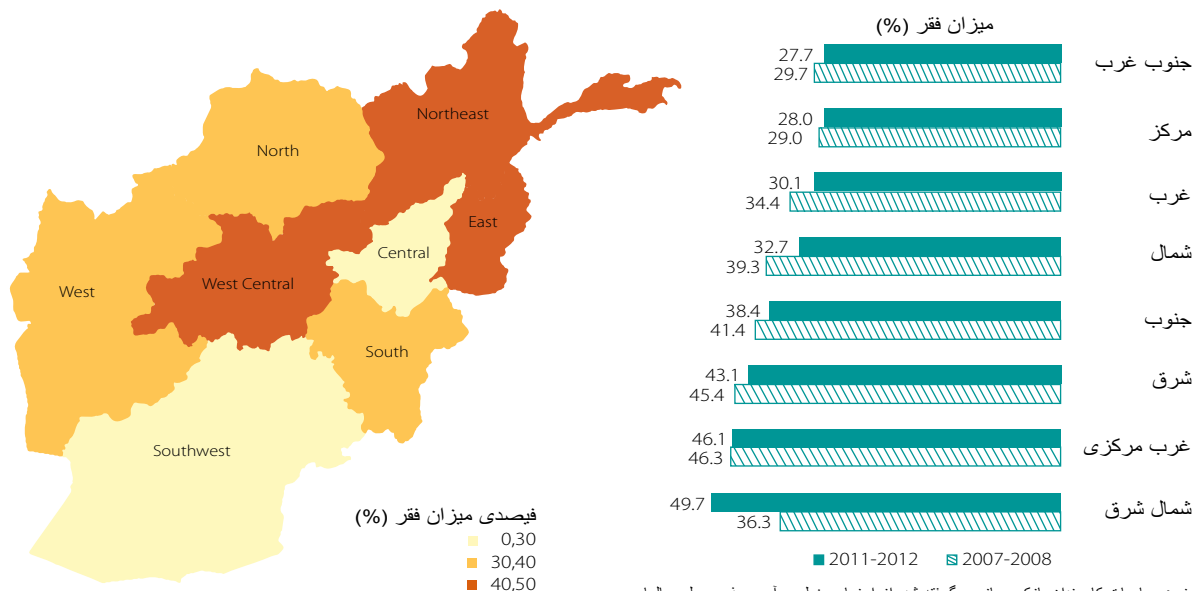 Northeast
North
East
Central
West Central
West
South
Southwest
فیصدی میزان فقر (%)
0,30
30,40
40,50
میزان فقر (%)
جنوب غرب
27.7
29.7
مرکز
28.0
29.0
غرب
30.1
34.4
شمال
32.7
39.3
جنوب
38.4
41.4
شرق
43.1
45.4
غرب مرکزی
46.1
46.3
شمال شرق
49.7
36.3
2011-2012
2007-2008